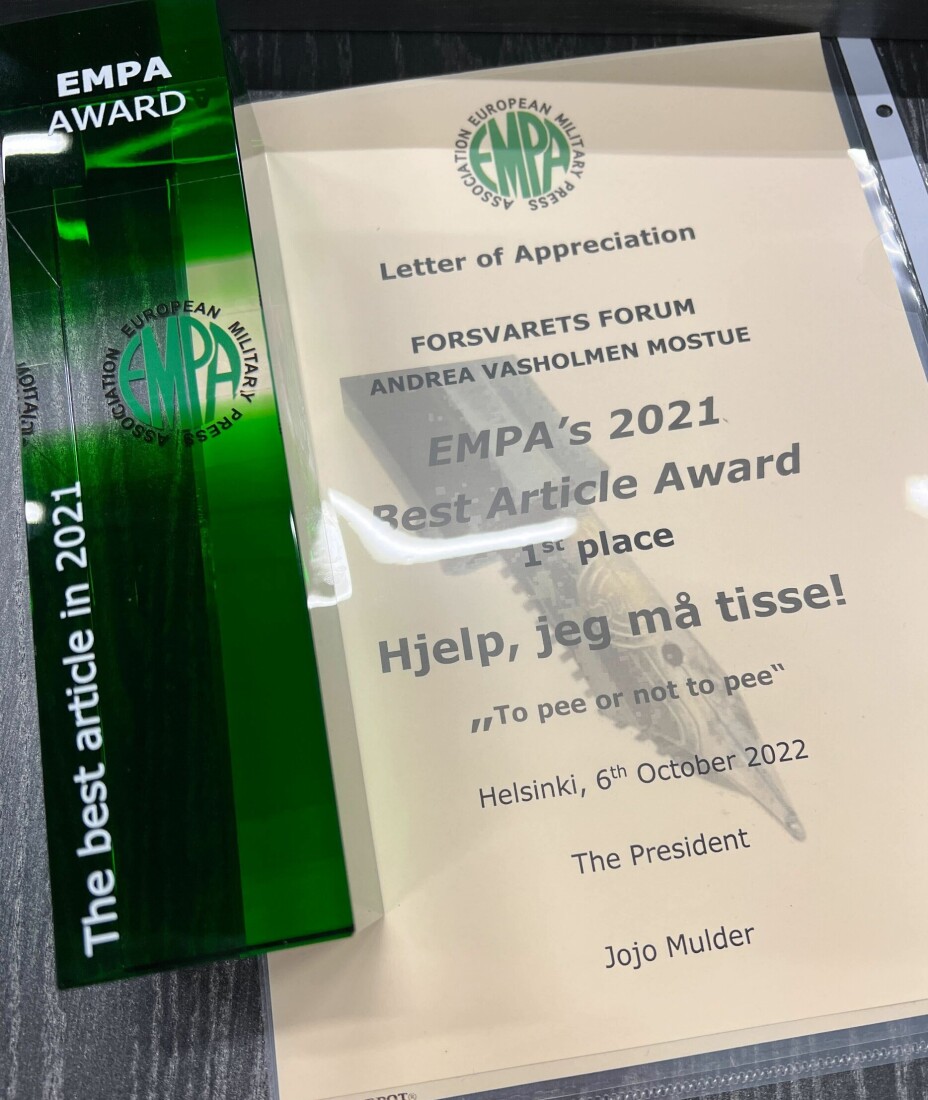 EMPA
AWARD
EUROPEAN MILITARY PRESS ASSOCIATION
EMPA
The best article in 2021
EUROPEAN MILITARY PRESS ASSOCIATION
EMPA
Letter of Appreciation
FORSVARETS FORUM
ANDREA VASHOLMEN MOSTUE
EMPA’s 2021
Best Article Award
1st place
Hjelp, jeg må tisse!
„To pee or not to pee“
Helsinki, 6th October 2022
The President
Jojo Mulder